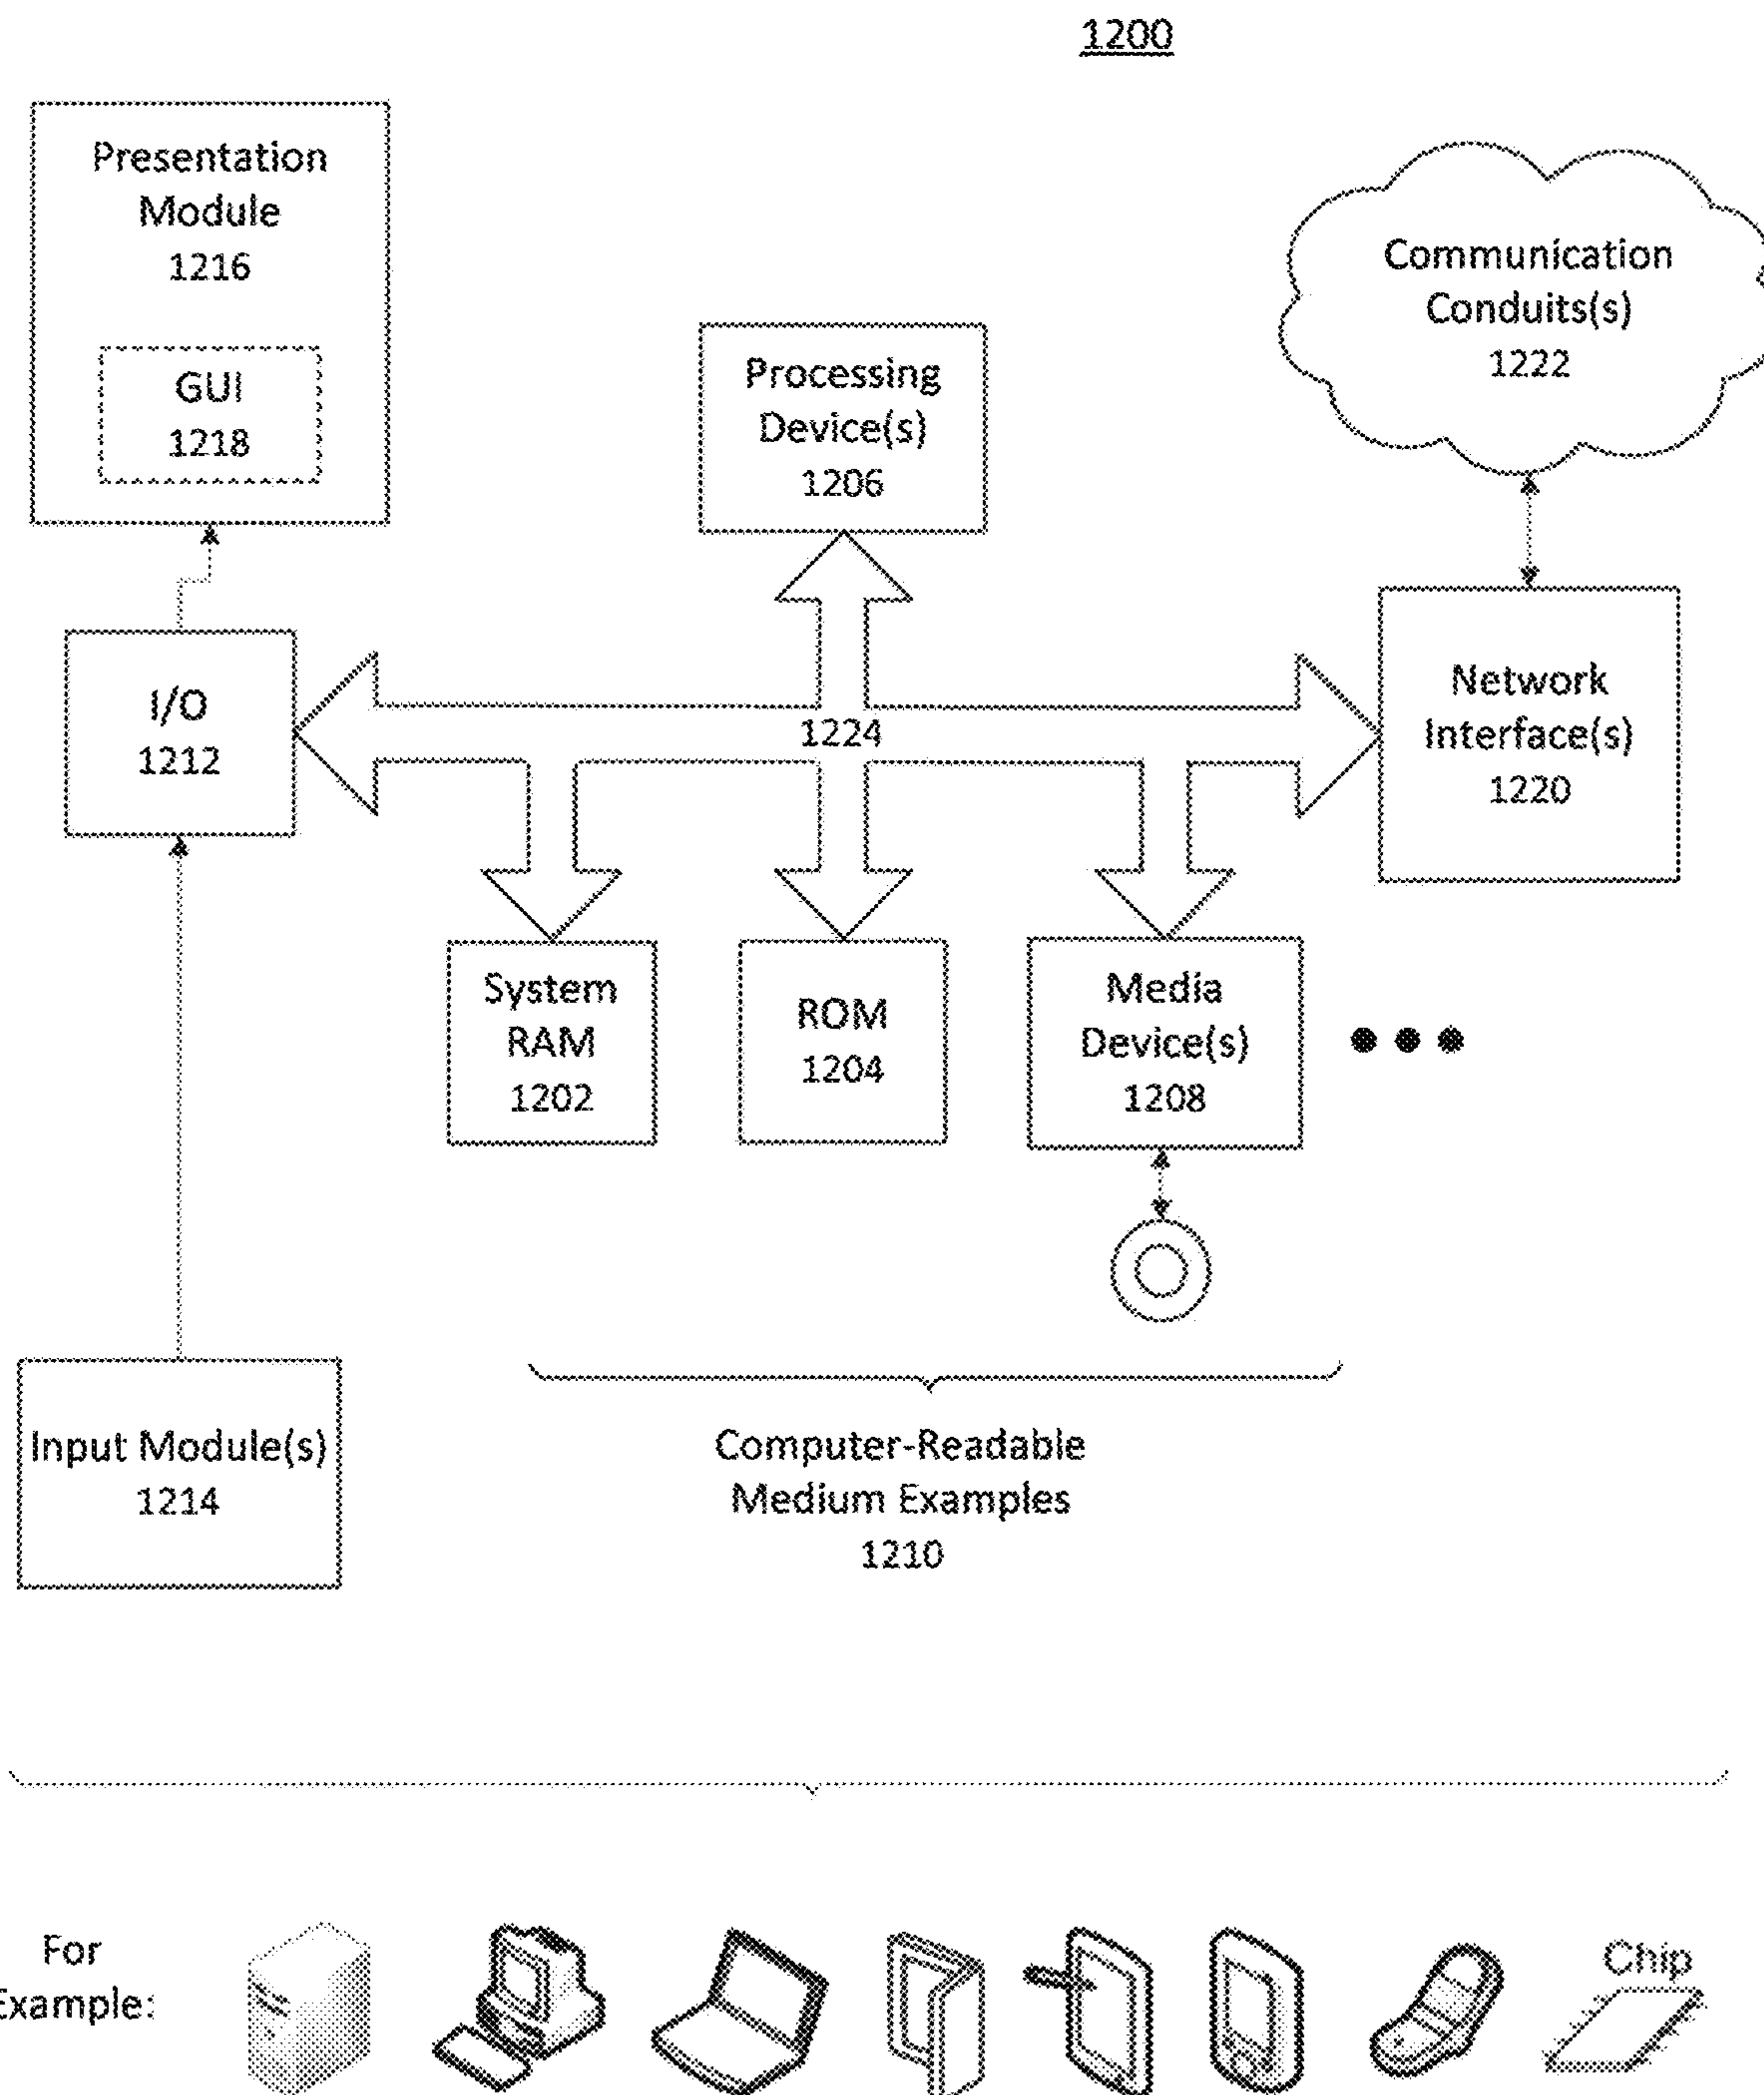 1200
Presentation
Module
1216
GUI
1218
Processing
Device(s)
1206
Communication
Conduits(s)
1222
I/O
1212
1224
Network
Interface(s)
1220
System
RAM
1202
ROM
1204
Media
Device(s)
1208
Input Module(s)
1214
Computer-Readable
Medium Examples
1210
For
Example:
Chip